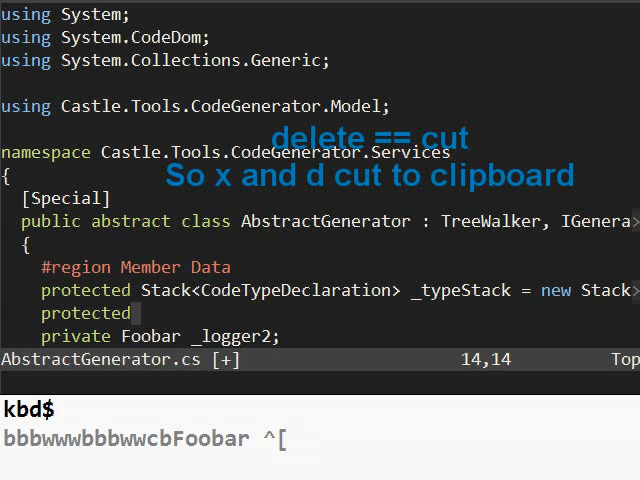 using System;
using System.CodeDom;
using System.Collections.Generic;
using Castle.Tools.CodeGenerator.Model;
delete == cut
namespace Castle.Tools.CodeGenerator.Services
So x and d cut to clipboard
{
[Special]
public abstract class AbstractGenerator : TreeWalker, IGenera>
{
#region Member Data
protected Stack<CodeTypeDeclaration> _typeStack = new Stack>
protected
private Foobar _logger2;
AbstractGenerator.cs [+] 14,14 Top
kbd$
bbbwwwbbbwwcbFoobar ^[